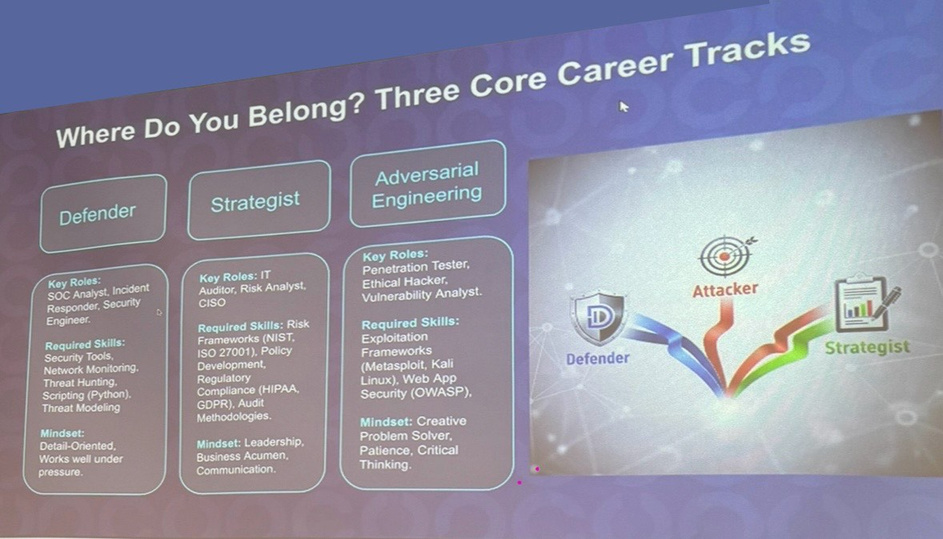 Where Do You Belong? Three Core Career Tracks
Defender
Key Roles:
SOC Analyst, Incident
Responder, Security
Engineer.
Required Skills:
Security Tools,
Network Monitoring,
Threat Hunting,
Scripting (Python),
Threat Modeling
Mindset:
Detail-Oriented,
Works well under
pressure.
Strategist
Key Roles: IT
Auditor, Risk Analyst,
CISO
Required Skills: Risk
Frameworks (NIST,
ISO 27001), Policy
Development,
Regulatory
Compliance (HIPAA,
GDPR), Audit
Methodologies.
Mindset: Leadership,
Business Acumen,
Communication.
Adversarial
Engineering
Key Roles:
Penetration Tester,
Ethical Hacker,
Vulnerability Analyst.
Required Skills:
Exploitation
Frameworks
(Metasploit, Kali
Linux), Web App
Security (OWASP),
Mindset: Creative
Problem Solver,
Patience, Critical
Thinking.
Attacker
D
Defender
Strategist